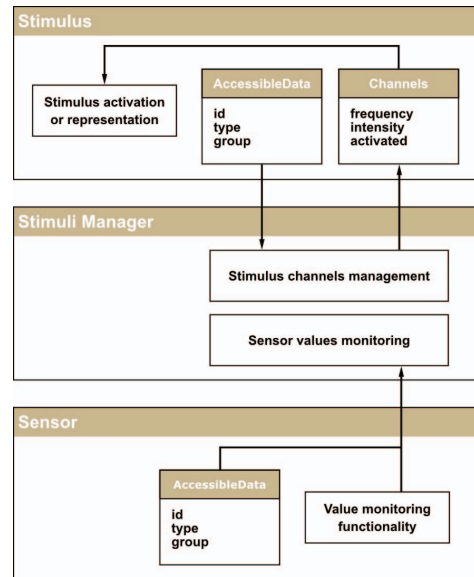 Stimulus
Stimulus activation
or representation
AccessibleData
id
type
group
Channels
frequency
intensity
activated
Stimuli Manager
Stimulus channels management
Sensor values monitoring
Sensor
AccessibleData
id
type
group
Value monitoring
functionality